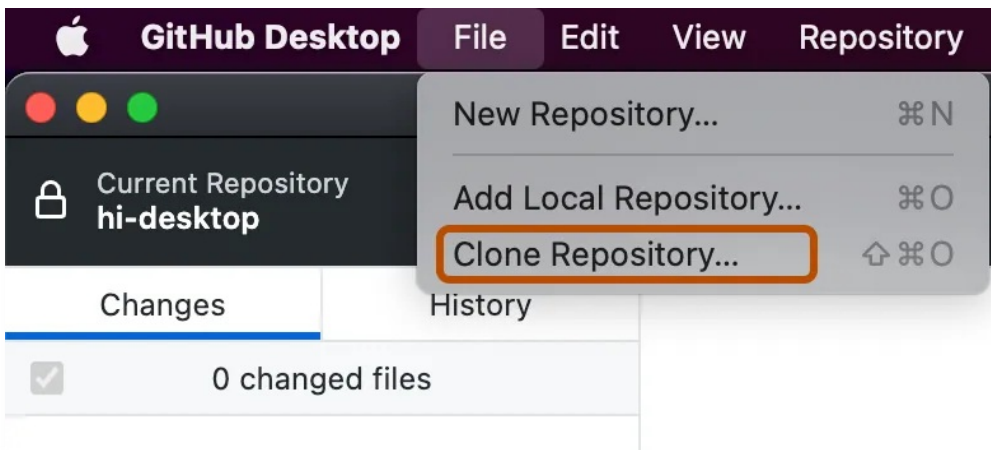 GitHub Desktop File Edit View Repository
New Repository... ⌘ N
Add Local Repository... ⌘ O
Clone Repository... ⇧ ⌘ O
Current Repository
hi-desktop
Changes History
0 changed files